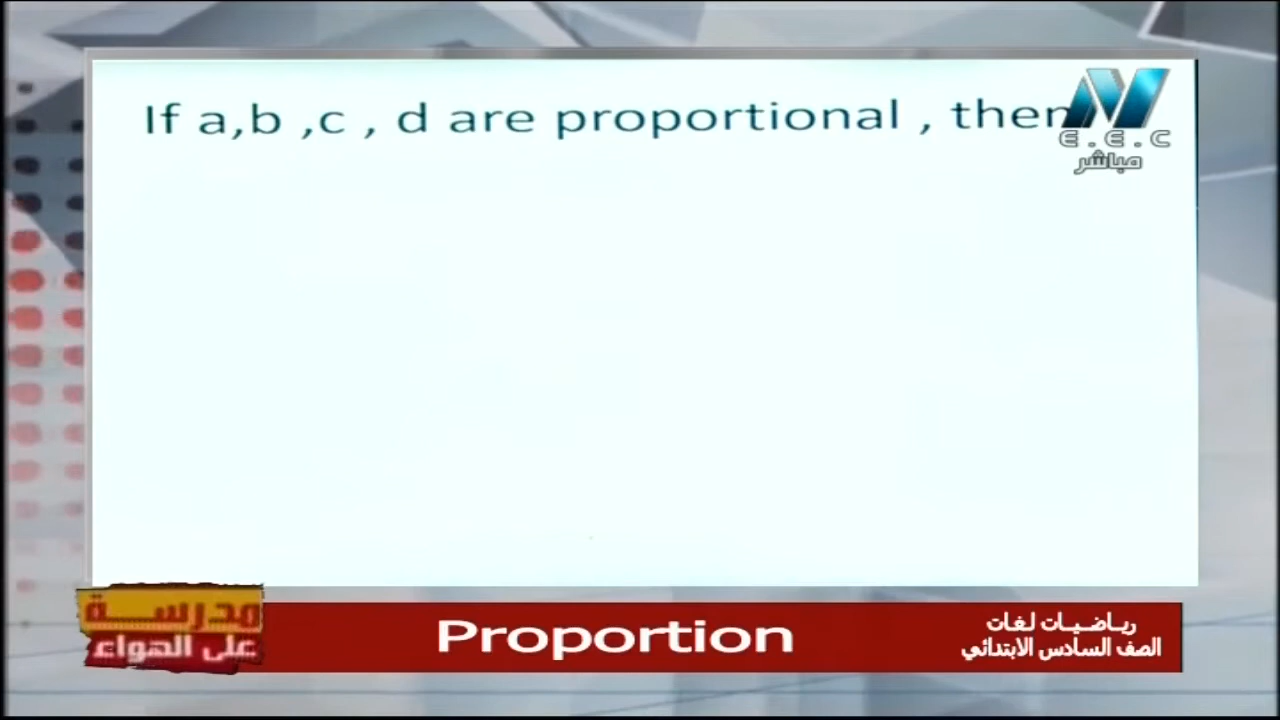 If a,b ,c , d are proportional , then
E.E.C
مباشر
مدرسة
على الهواء
Proportion
رياضيات لغات
الصف السادس الابتدائي